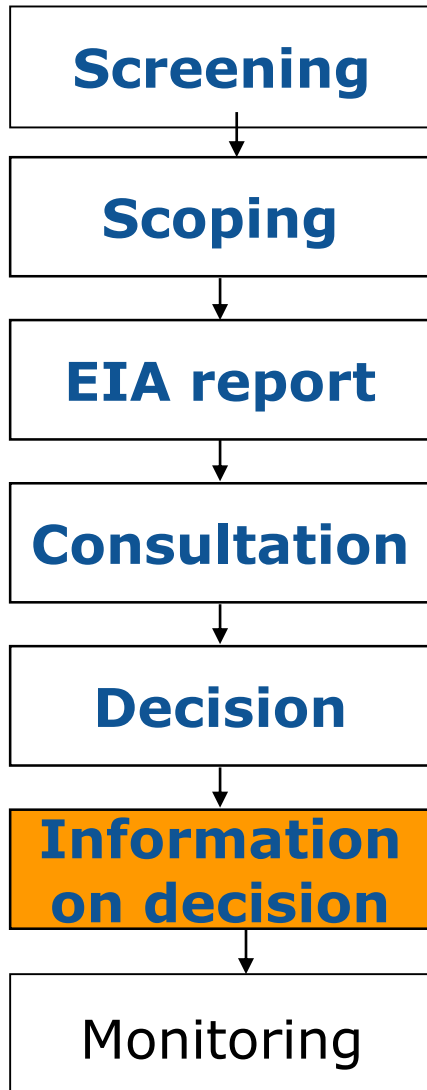 Screening
Scoping
EIA report
Consultation
Decision
Information
on decision
Monitoring